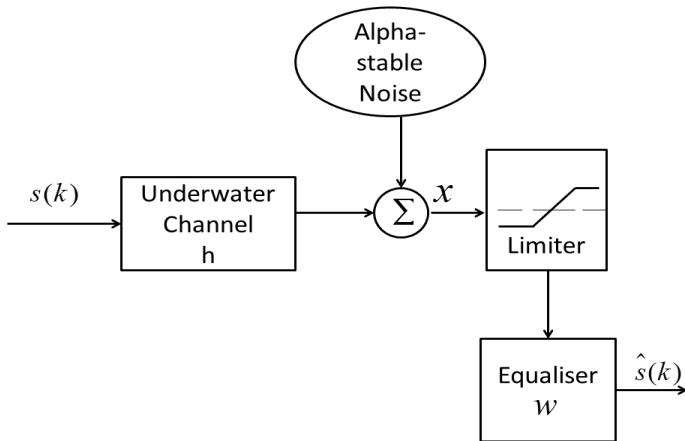 Alpha-
stable
Noise
s(k)
Underwater
Channel
h
Σ
x
Limiter
Equaliser
w
ŝ(k)